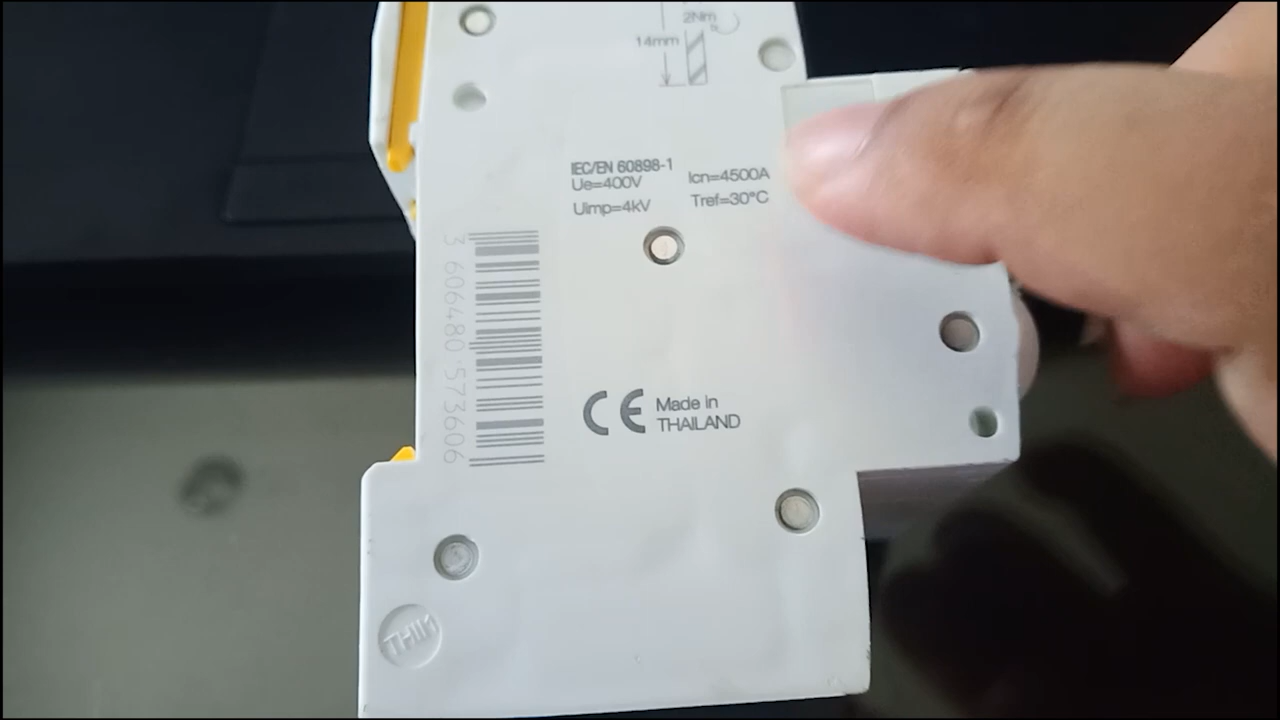 2Nm
14mm
IEC/EN 60898-1
Ue=400V Icn=4500A
Uimp=4kV Tref=30°C
3 606480 573606
CE Made in
THAILAND
TH11